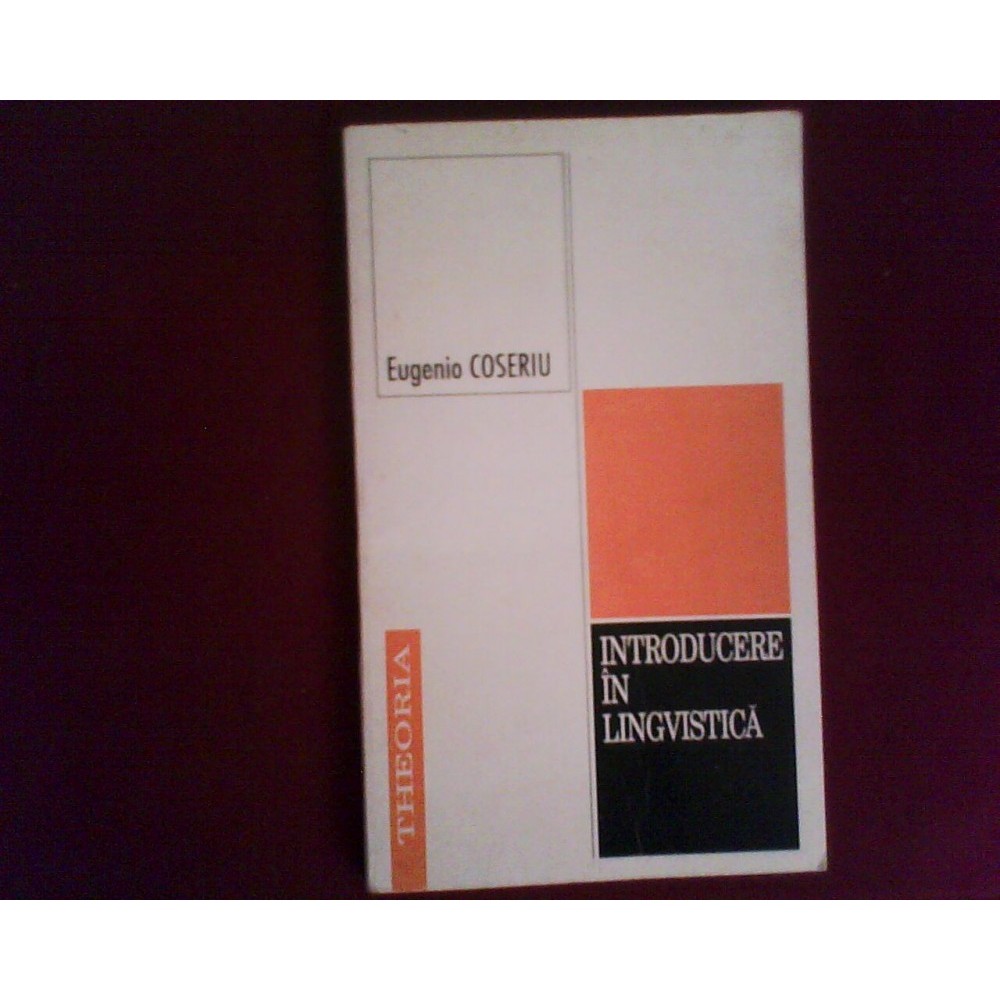 Eugenio COSERIU
INTRODUCERE
ÎN
LINGVISTICĂ
THEORIA